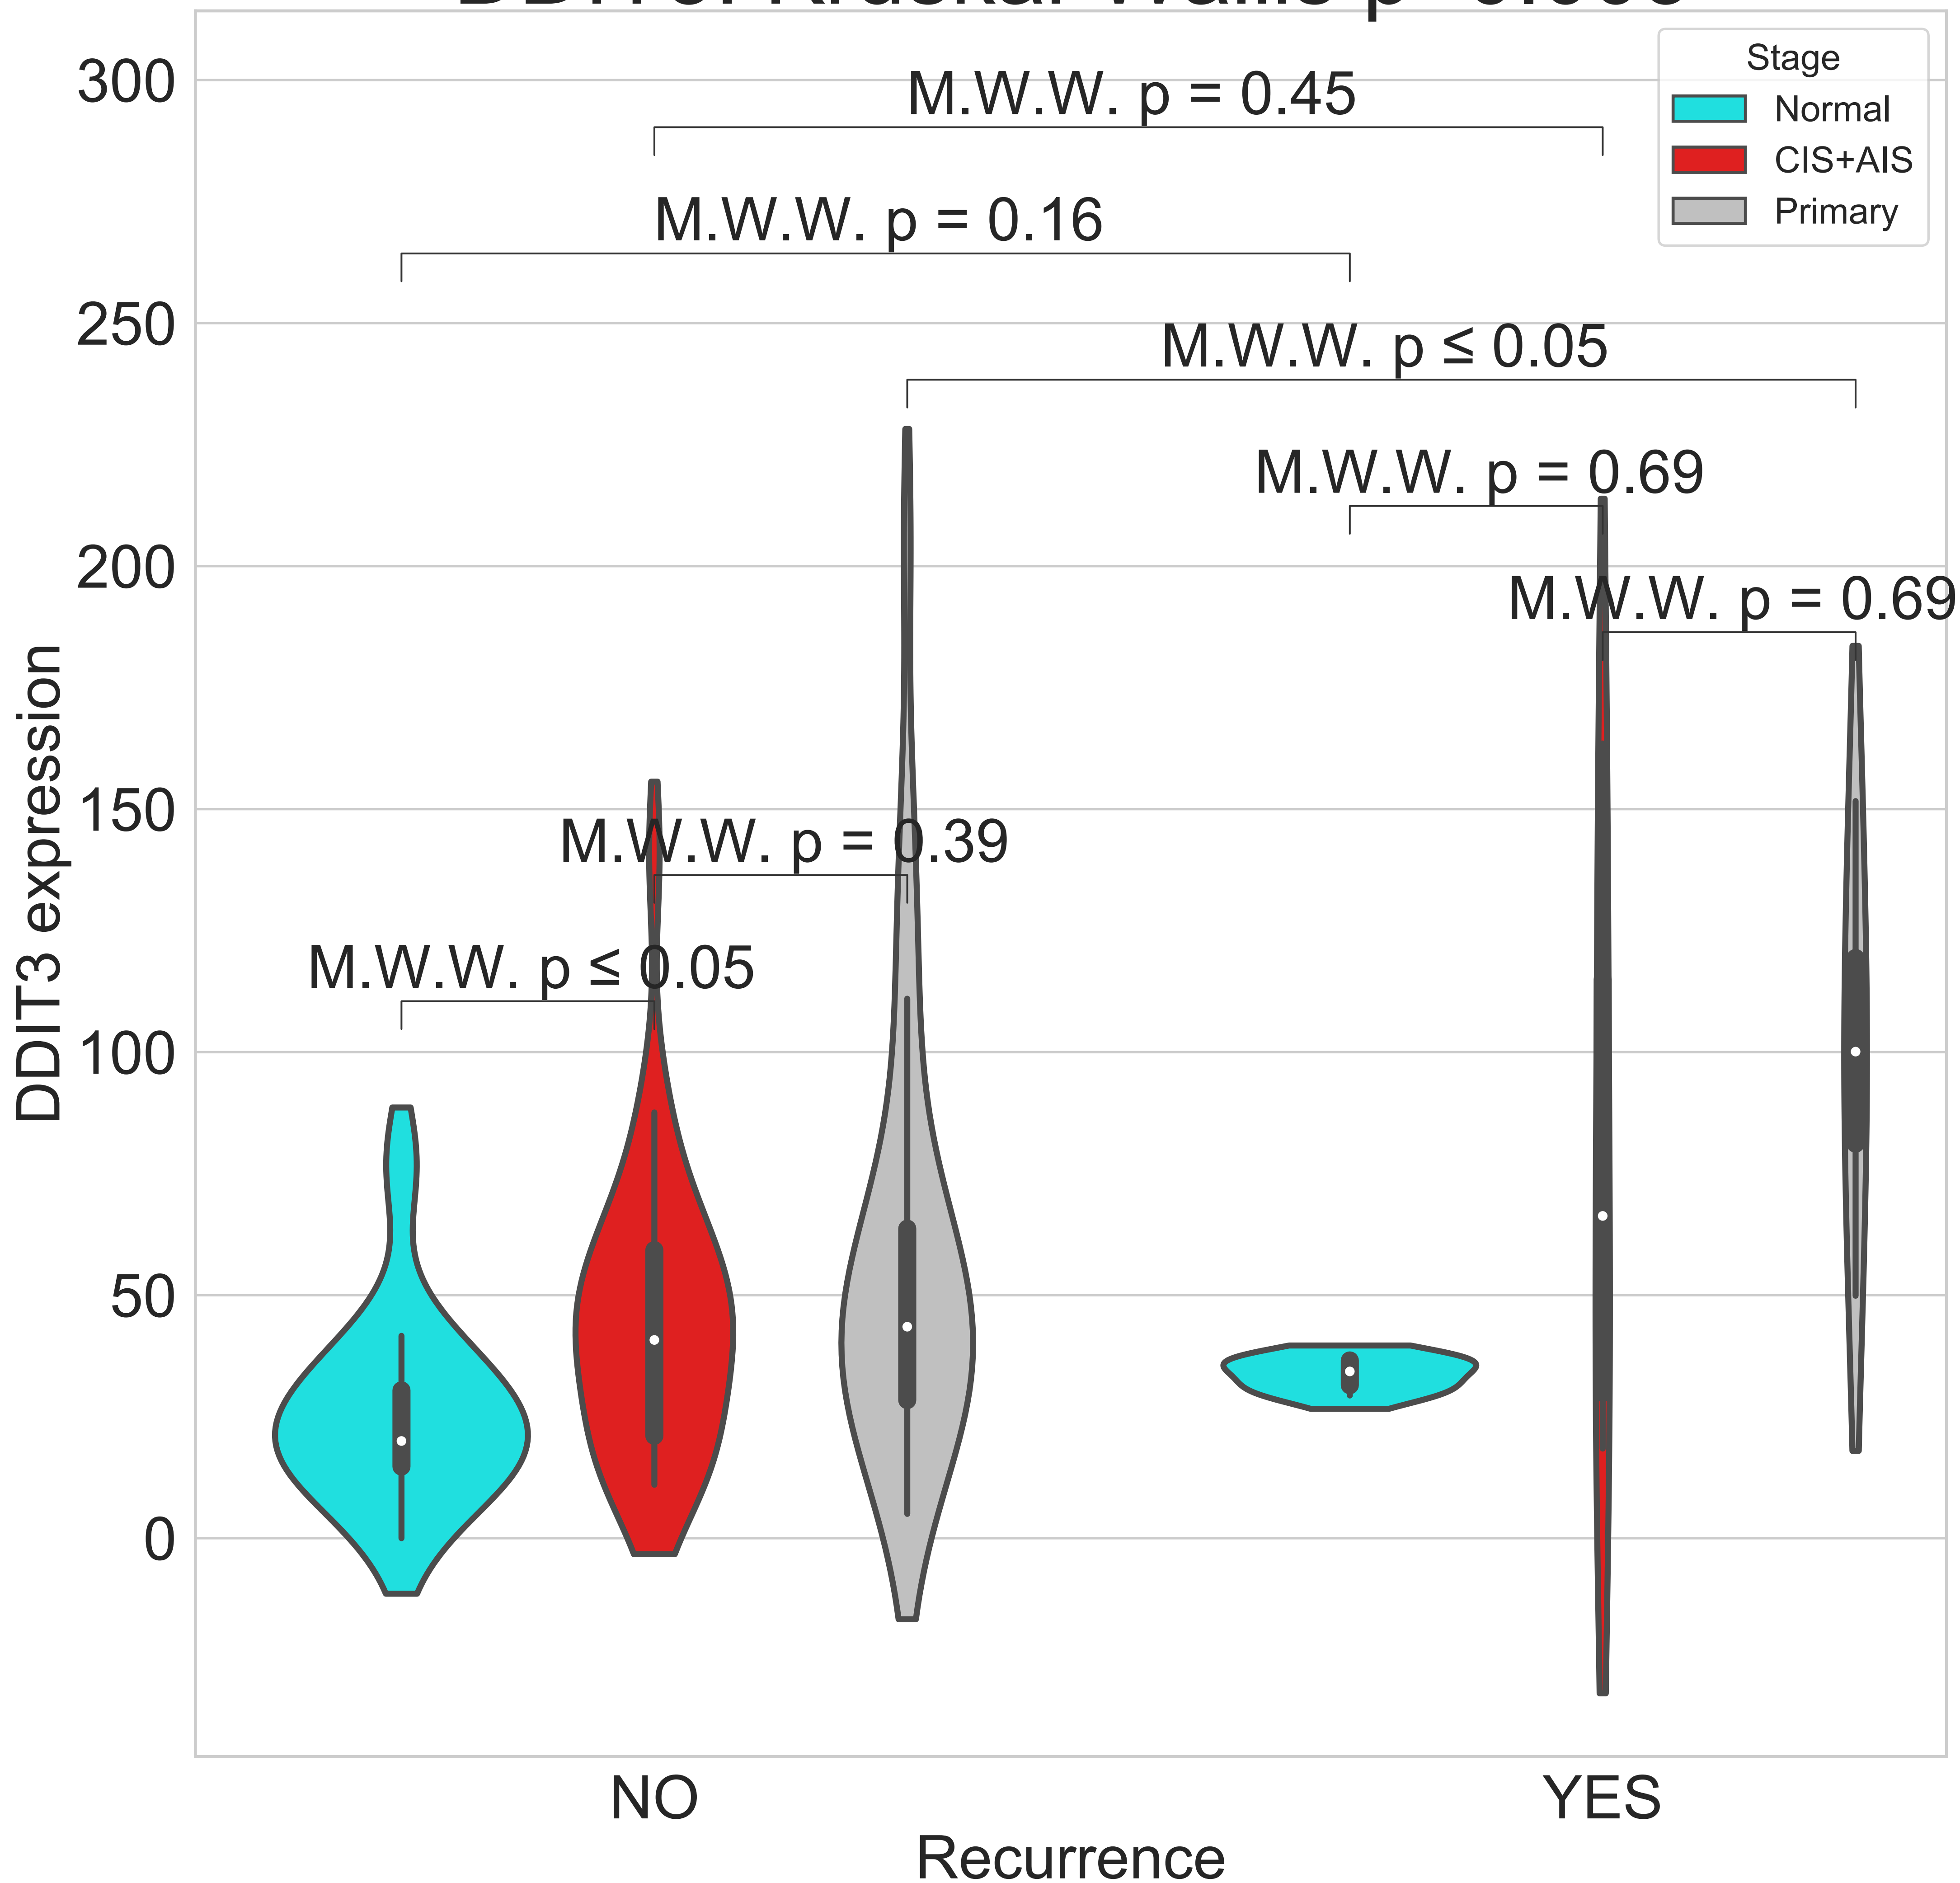 Stage
Normal
CIS+AIS
Primary
M.W.W. p = 0.45
M.W.W. p = 0.16
M.W.W. p ≤ 0.05
M.W.W. p = 0.69
M.W.W. p = 0.69
M.W.W. p = 0.39
M.W.W. p ≤ 0.05
300
250
200
150
100
50
0
DDIT3 expression
NO
YES
Recurrence